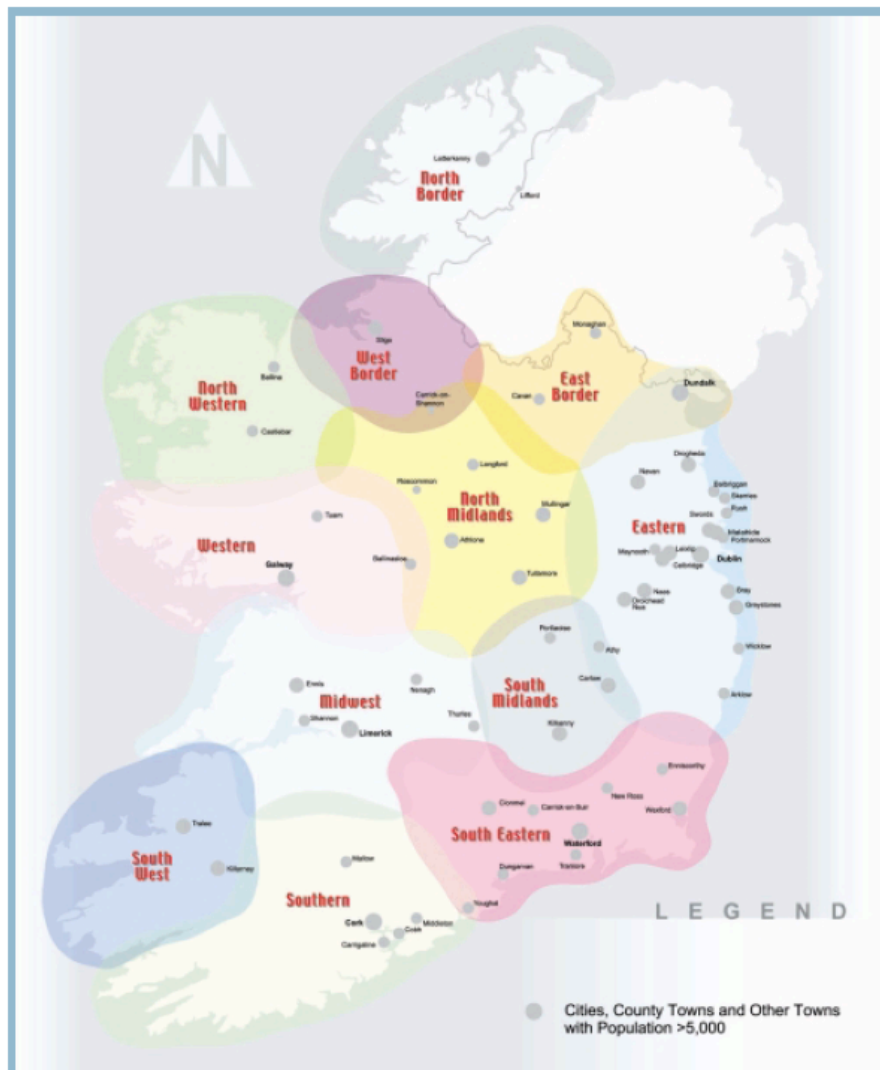 N
Letterkenny
North
Border
Lifford
Sligo
West
Border
Monaghan
East
Border
Dundalk
Cavan
Ballina
North
Western
Castlebar
Carrick-on-
Shannon
Longford
Roscommon
North
Midlands
Mullingar
Athlone
Tullamore
Drogheda
Navan
Balbriggan
Skerries
Rush
Swords
Malahide
Portmarnock
Eastern
Maynooth
Leixlip
Dublin
Celbridge
Bray
Naas
Droichead
Nua
Greystones
Wicklow
Arklow
Tuam
Western
Ballinasloe
Galway
Portlaoise
Athy
Carlow
South
Midlands
Kilkenny
Ennis
Nenagh
Midwest
Shannon
Limerick
Thurles
Enniscorthy
New Ross
Wexford
Clonmel
Carrick-on-Suir
South Eastern
Waterford
Tramore
Dungarvan
Youghal
Tralee
South
West
Killarney
Mallow
Southern
Cork
Midleton
Cobh
Carrigaline
LEGEND
Cities, County Towns and Other Towns
with Population >5,000